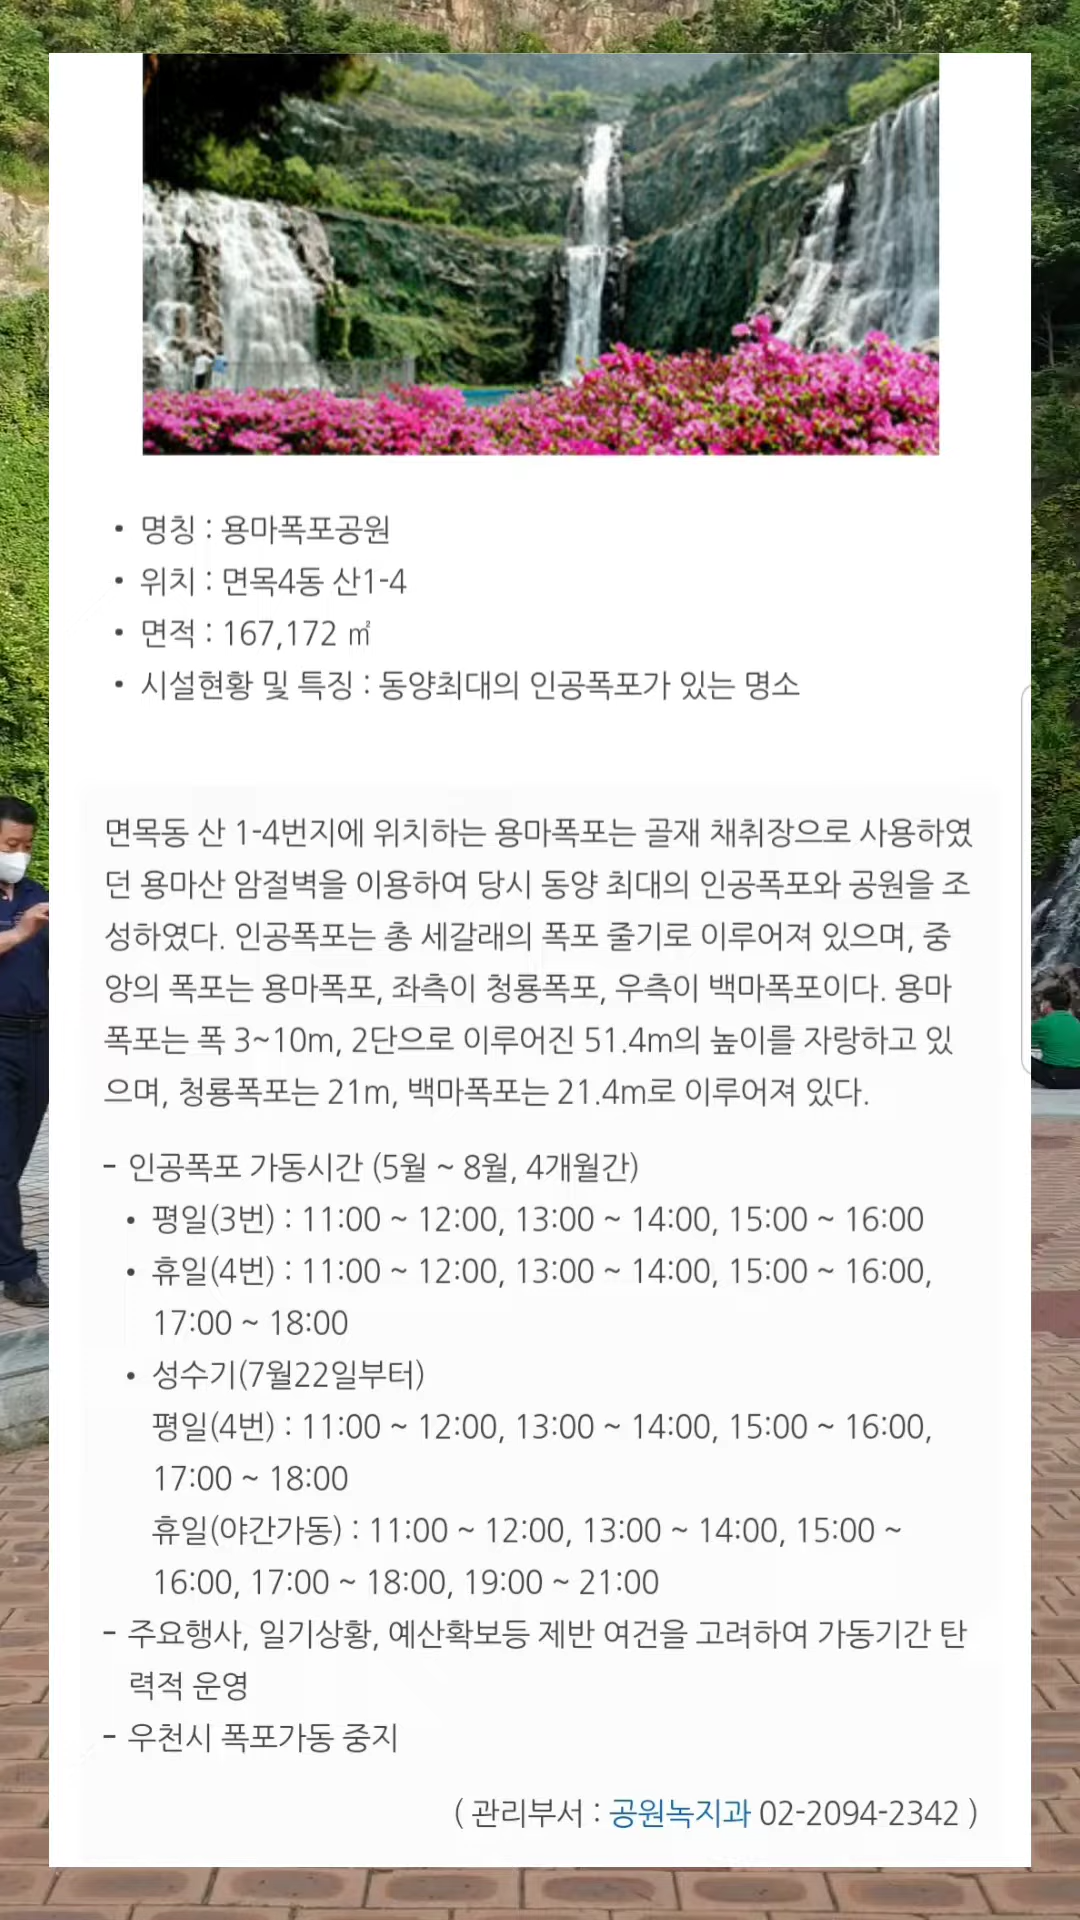 • 명칭 : 용마폭포공원
• 위치 : 면목4동 산1-4
• 면적 : 167,172 ㎡
• 시설현황 및 특징 : 동양최대의 인공폭포가 있는 명소
면목동 산 1-4번지에 위치하는 용마폭포는 골재 채취장으로 사용하였
던 용마산 암절벽을 이용하여 당시 동양 최대의 인공폭포와 공원을 조
성하였다. 인공폭포는 총 세갈래의 폭포 줄기로 이루어져 있으며, 중
앙의 폭포는 용마폭포, 좌측이 청룡폭포, 우측이 백마폭포이다. 용마
폭포는 폭 3~10m, 2단으로 이루어진 51.4m의 높이를 자랑하고 있
으며, 청룡폭포는 21m, 백마폭포는 21.4m로 이루어져 있다.
- 인공폭포 가동시간 (5월 ~ 8월, 4개월간)
• 평일(3번) : 11:00 ~ 12:00, 13:00 ~ 14:00, 15:00 ~ 16:00
• 휴일(4번) : 11:00 ~ 12:00, 13:00 ~ 14:00, 15:00 ~ 16:00,
17:00 ~ 18:00
• 성수기(7월22일부터)
평일(4번) : 11:00 ~ 12:00, 13:00 ~ 14:00, 15:00 ~ 16:00,
17:00 ~ 18:00
휴일(야간가동) : 11:00 ~ 12:00, 13:00 ~ 14:00, 15:00 ~
16:00, 17:00 ~ 18:00, 19:00 ~ 21:00
- 주요행사, 일기상황, 예산확보등 제반 여건을 고려하여 가동기간 탄
력적 운영
- 우천시 폭포가동 중지
( 관리부서 : 공원녹지과 02-2094-2342 )